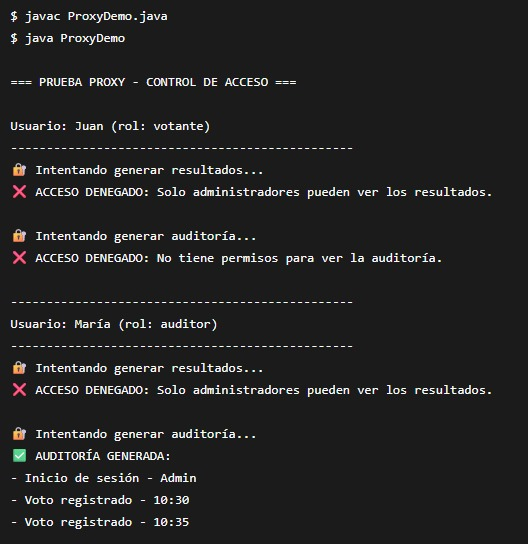 $ javac ProxyDemo.java
$ java ProxyDemo
=== PRUEBA PROXY - CONTROL DE ACCESO ===
Usuario: Juan (rol: votante)
-----------------------------------------------
🔐 Intentando generar resultados...
❌ ACCESO DENEGADO: Solo administradores pueden ver los resultados.
🔐 Intentando generar auditoría...
❌ ACCESO DENEGADO: No tiene permisos para ver la auditoría.
-----------------------------------------------
Usuario: María (rol: auditor)
-----------------------------------------------
🔐 Intentando generar resultados...
❌ ACCESO DENEGADO: Solo administradores pueden ver los resultados.
🔐 Intentando generar auditoría...
✅ AUDITORÍA GENERADA:
- Inicio de sesión - Admin
- Voto registrado - 10:30
- Voto registrado - 10:35